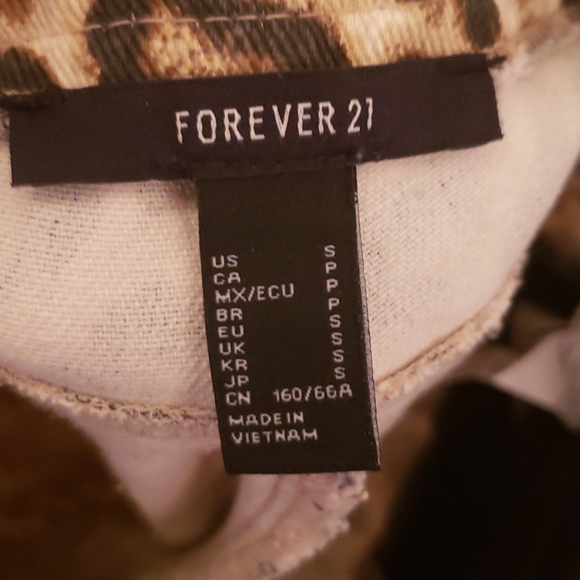 FOREVER 21
US S
CA P
MX/ECU P
BR P
EU S
UK S
KR S
JP S
CN 160/66A
MADE IN
VIETNAM